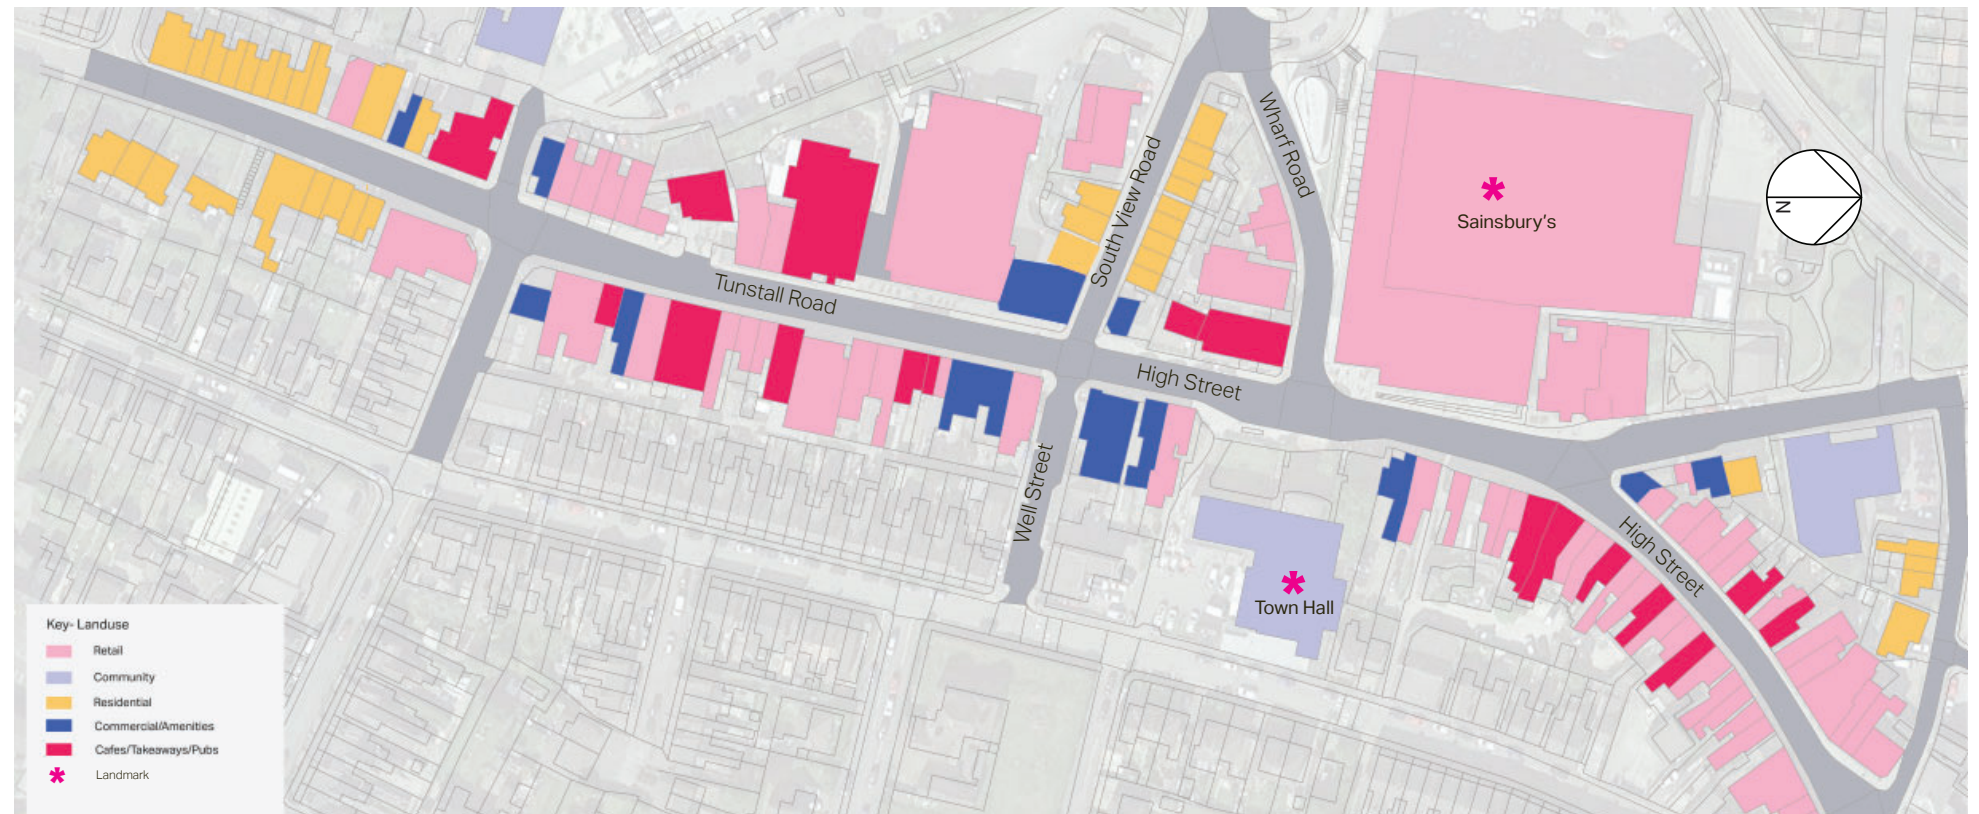 South View Road
Wharf Road
*
Sainsbury's
N
Tunstall Road
High Street
Well Street
*
Town Hall
High Street
Key- Landuse
Retail
Community
Residential
Commercial/Amenities
Cafes/Takeaways/Pubs
* Landmark